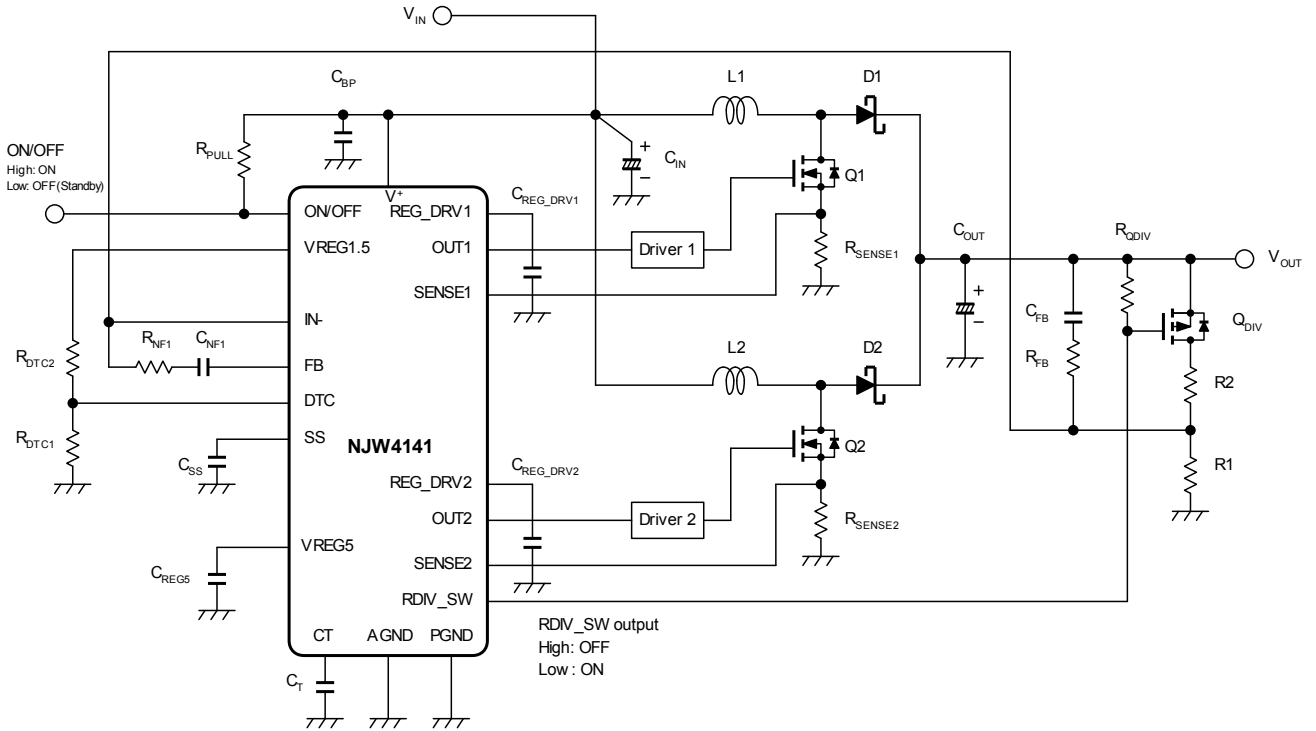 VIN
CBP
L1
D1
ON/OFF
High: ON
Low: OFF(Standby)
RPULL
+
−
CIN
V+
Q1
ON/OFF
REG_DRV1
CREG_DRV1
VREG1.5
OUT1
Driver 1
RSENSE1
COUT
RQDIV
VOUT
SENSE1
IN-
+
−
CFB
QDIV
RNF1
CNF1
L2
D2
RDTC2
FB
RFB
R2
DTC
RDTC1
SS
NJW4141
Q2
CSS
REG_DRV2
CREG_DRV2
R1
OUT2
Driver 2
RSENSE2
VREG5
SENSE2
CREG5
RDIV_SW
RDIV_SW output
High: OFF
Low : ON
CT
AGND
PGND
CT